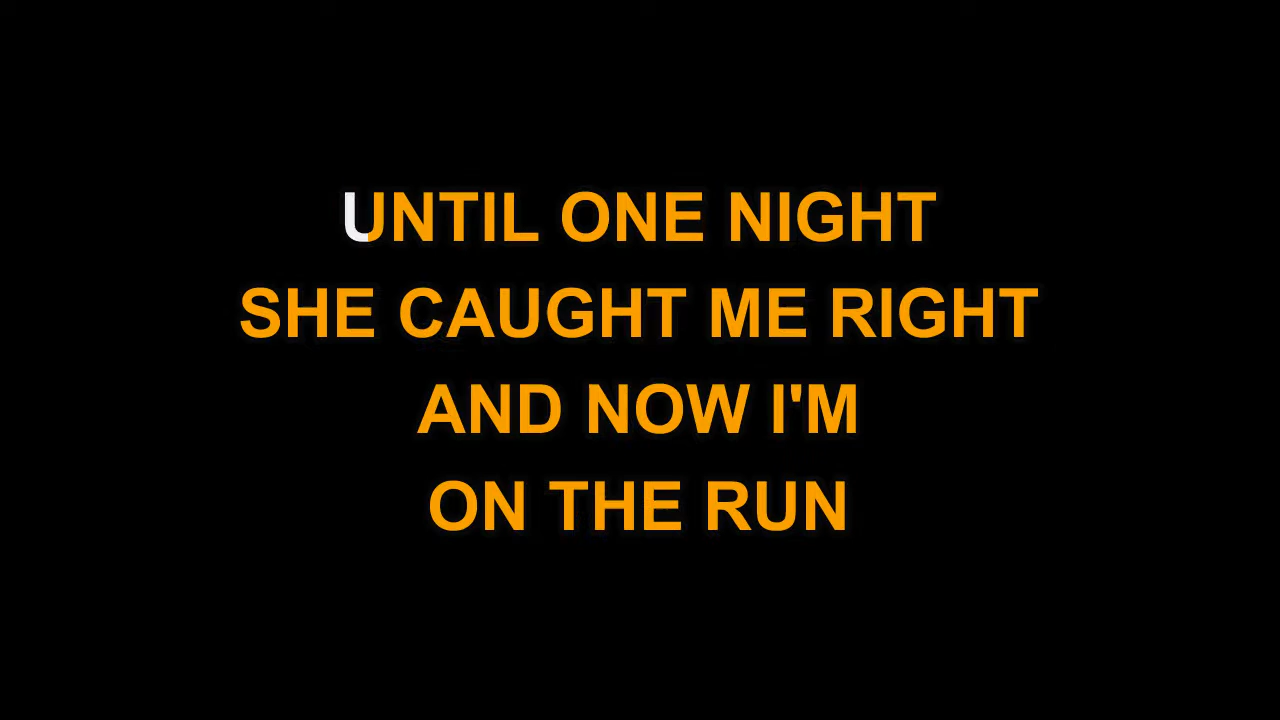 UNTIL ONE NIGHT
SHE CAUGHT ME RIGHT
AND NOW I'M
ON THE RUN